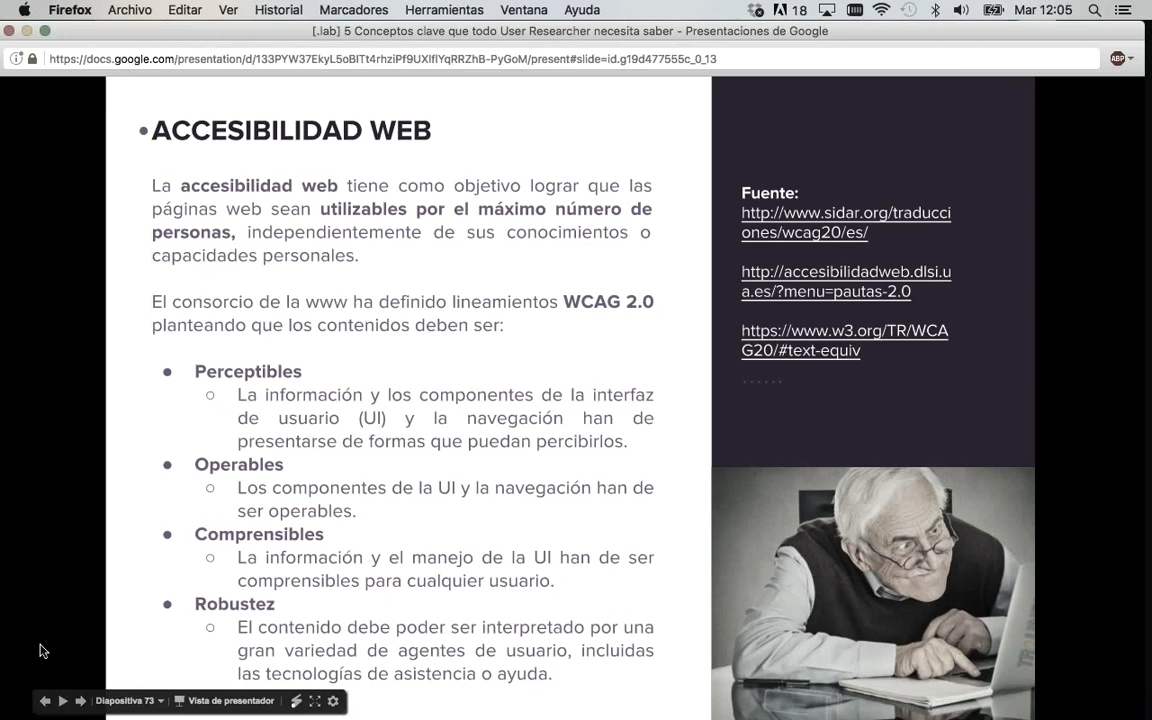 Firefox Archivo Editar Ver Historial Marcadores Herramientas Ventana Ayuda 18 Mar 12:05
[.lab] 5 Conceptos clave que todo User Researcher necesita saber - Presentaciones de Google
https://docs.google.com/presentation/d/133PYW37EkyL5oBITt4rhziPf9UXIflYqRRZhB-PyGoM/present#slide=id.g19d477555c_0_13
ABP
• ACCESIBILIDAD WEB
La accesibilidad web tiene como objetivo lograr que las
páginas web sean utilizables por el máximo número de
personas, independientemente de sus conocimientos o
capacidades personales.
El consorcio de la www ha definido lineamientos WCAG 2.0
planteando que los contenidos deben ser:
● Perceptibles
○ La información y los componentes de la interfaz
de usuario (UI) y la navegación han de
presentarse de formas que puedan percibirlos.
● Operables
○ Los componentes de la UI y la navegación han de
ser operables.
● Comprensibles
○ La información y el manejo de la UI han de ser
comprensibles para cualquier usuario.
● Robustez
○ El contenido debe poder ser interpretado por una
gran variedad de agentes de usuario, incluidas
las tecnologías de asistencia o ayuda.
Fuente:
http://www.sidar.org/traducci
ones/wcag20/es/
http://accesibilidadweb.dlsi.u
a.es/?menu=pautas-2.0
https://www.w3.org/TR/WCA
G20/#text-equiv
......
Diapositiva 73 Vista de presentador